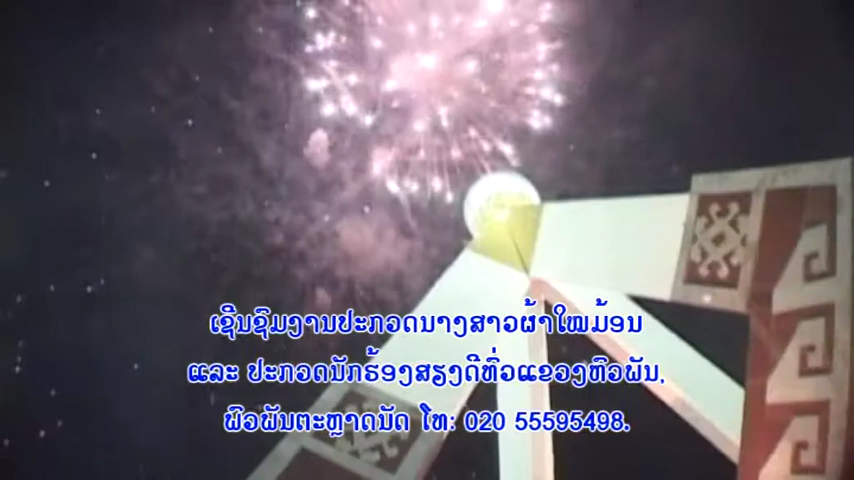 ເຊີນຊົມງານປະກວດນາງສາວຜ້າໃໝມ້ອນ
ແລະ ປະກວດນັກຮ້ອງສຽງດີທົ່ວແຂວງຫົວພັນ,
ພົວພັນຕະຫຼາດນັດ ໂທ: 020 55595498.